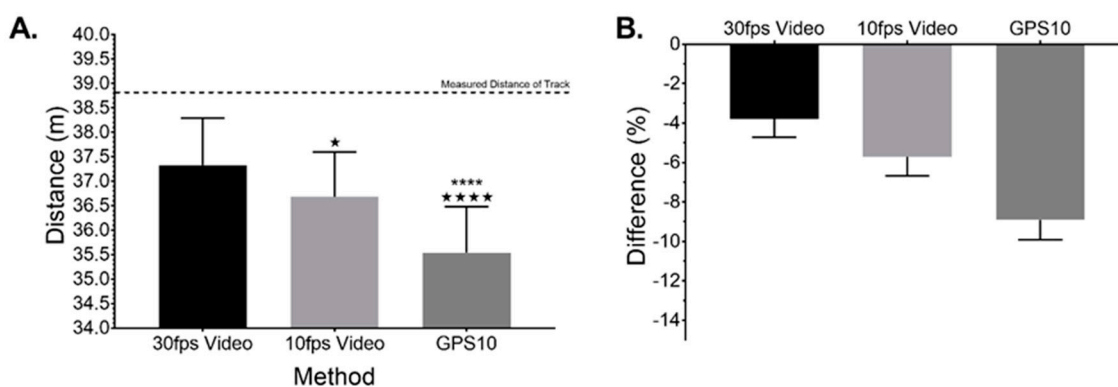 A.
40.0
39.5
39.0
38.5
38.0
37.5
37.0
36.5
36.0
35.5
35.0
34.5
34.0
Distance (m)
Measured Distance of Track
★
****
★★★★
30fps Video
10fps Video
GPS10
Method
B.
30fps Video
10fps Video
GPS10
0
-2
-4
-6
-8
-10
-12
-14
Difference (%)